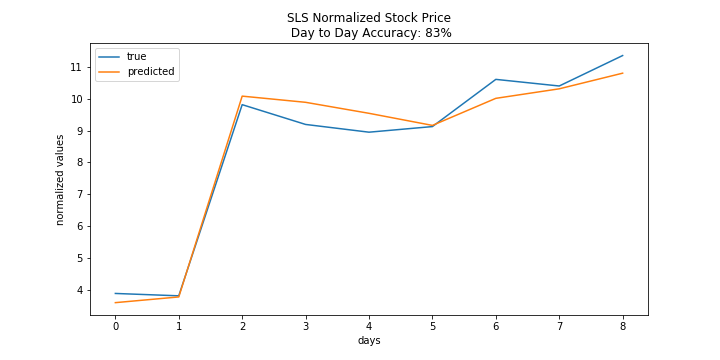 SLS Normalized Stock Price
Day to Day Accuracy: 83%
true
predicted
normalized values
11
10
9
8
7
6
5
4
0 1 2 3 4 5 6 7 8
days